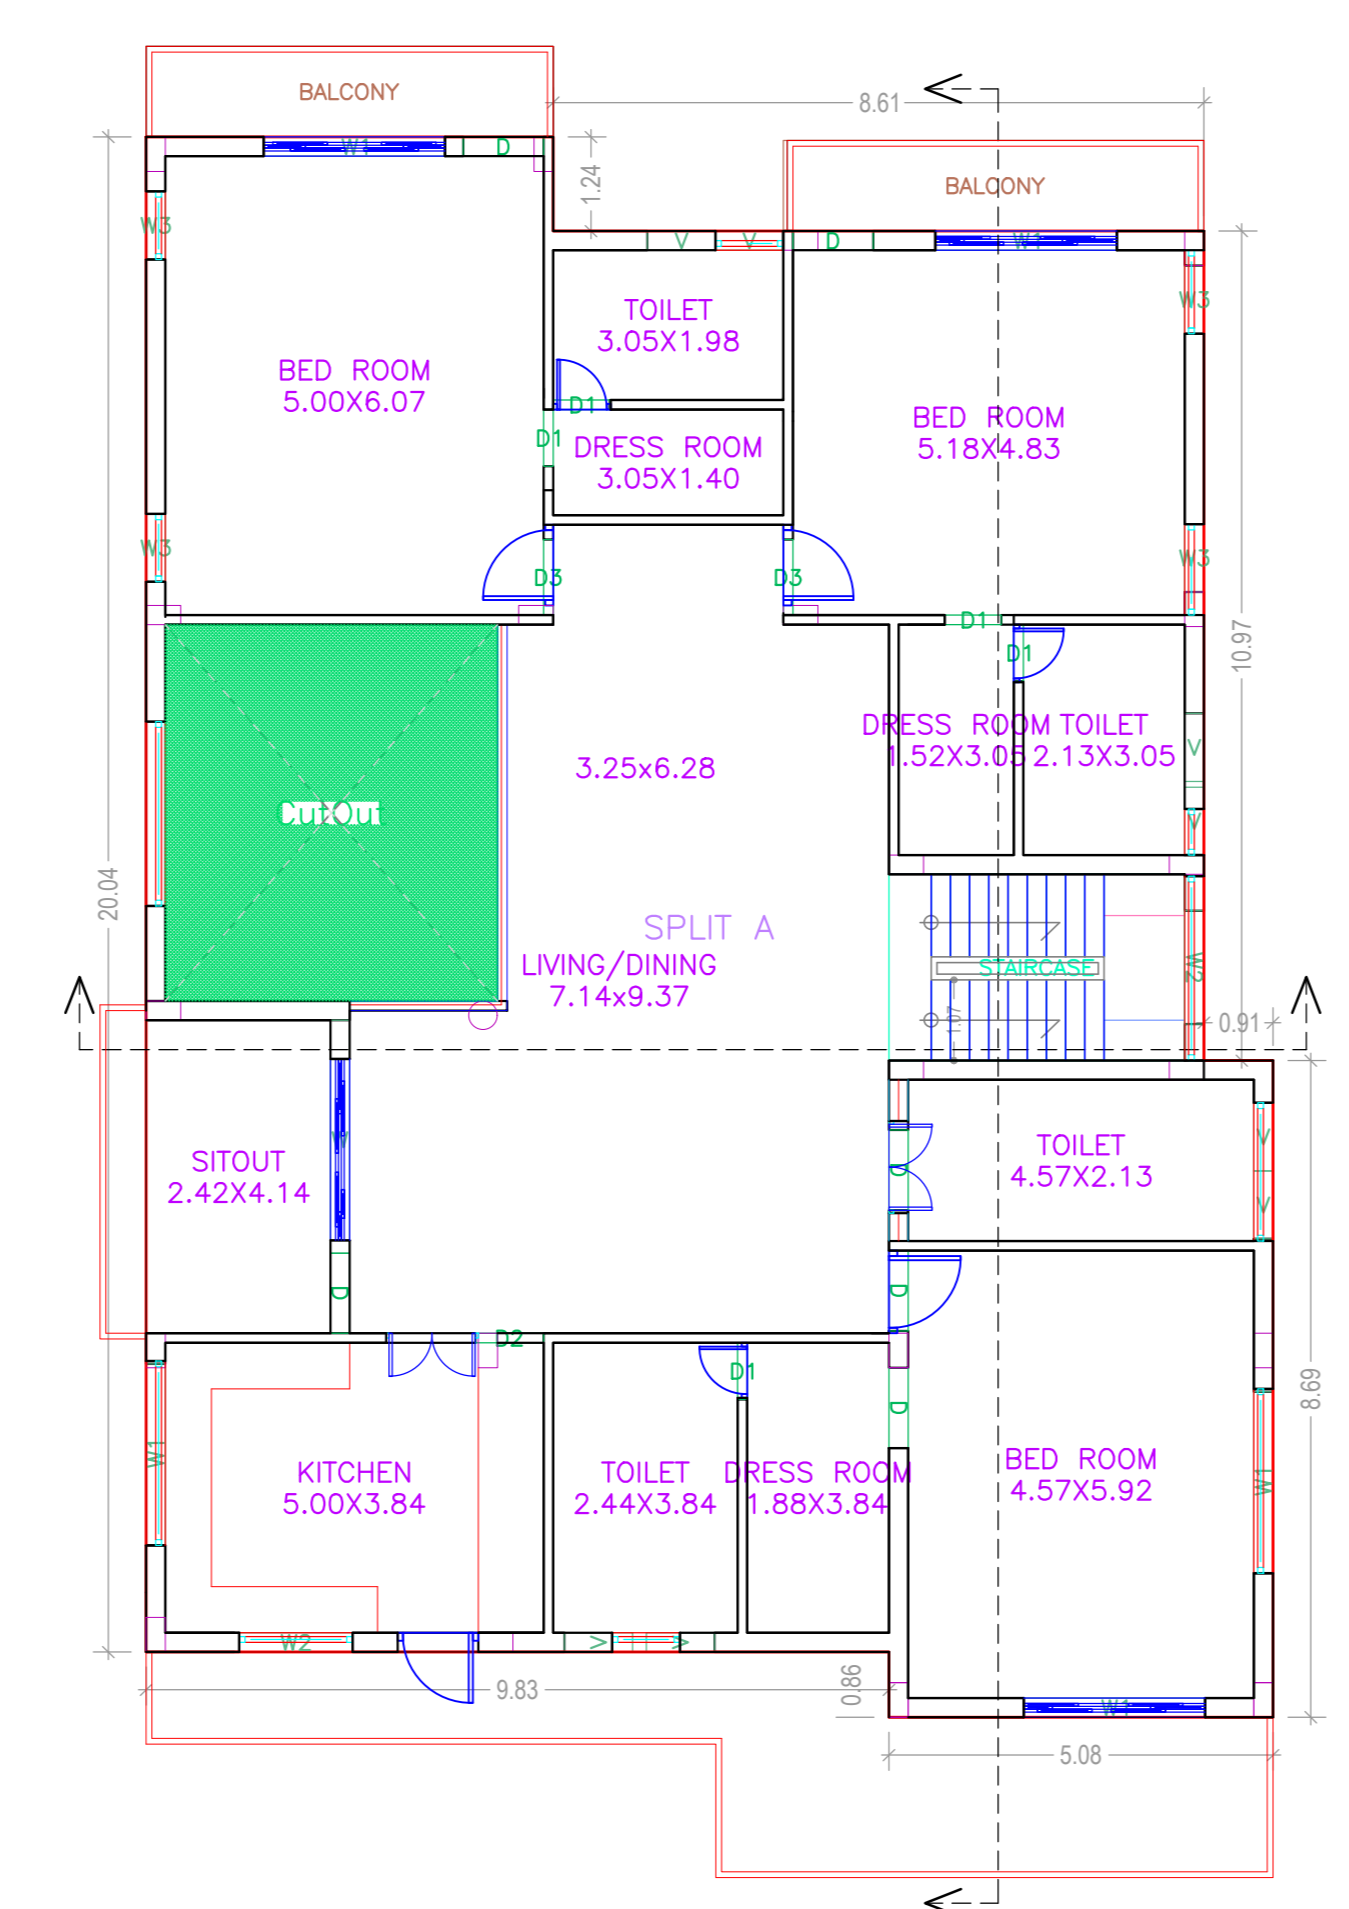 BALCONY
8.61
W1
D
1.24
BALCONY
W3
V
V
D
W1
W3
TOILET
3.05X1.98
BED ROOM
5.00X6.07
D1
BED ROOM
5.18X4.83
D1
DRESS ROOM
3.05X1.40
W3
D3
D3
W3
D1
D1
10.97
DRESS ROOM
1.52X3.05
TOILET
2.13X3.05
V
3.25x6.28
CutOut
V
20.04
SPLIT A
LIVING/DINING
7.14x9.37
STAIRCASE
W2
1.07
0.91
SITOUT
2.42X4.14
W
TOILET
4.57X2.13
V
D
V
D
D
D2
D1
8.69
D
W1
KITCHEN
5.00X3.84
TOILET
2.44X3.84
DRESS ROOM
1.88X3.84
BED ROOM
4.57X5.92
W1
W2
V
V
9.83
0.86
W1
5.08